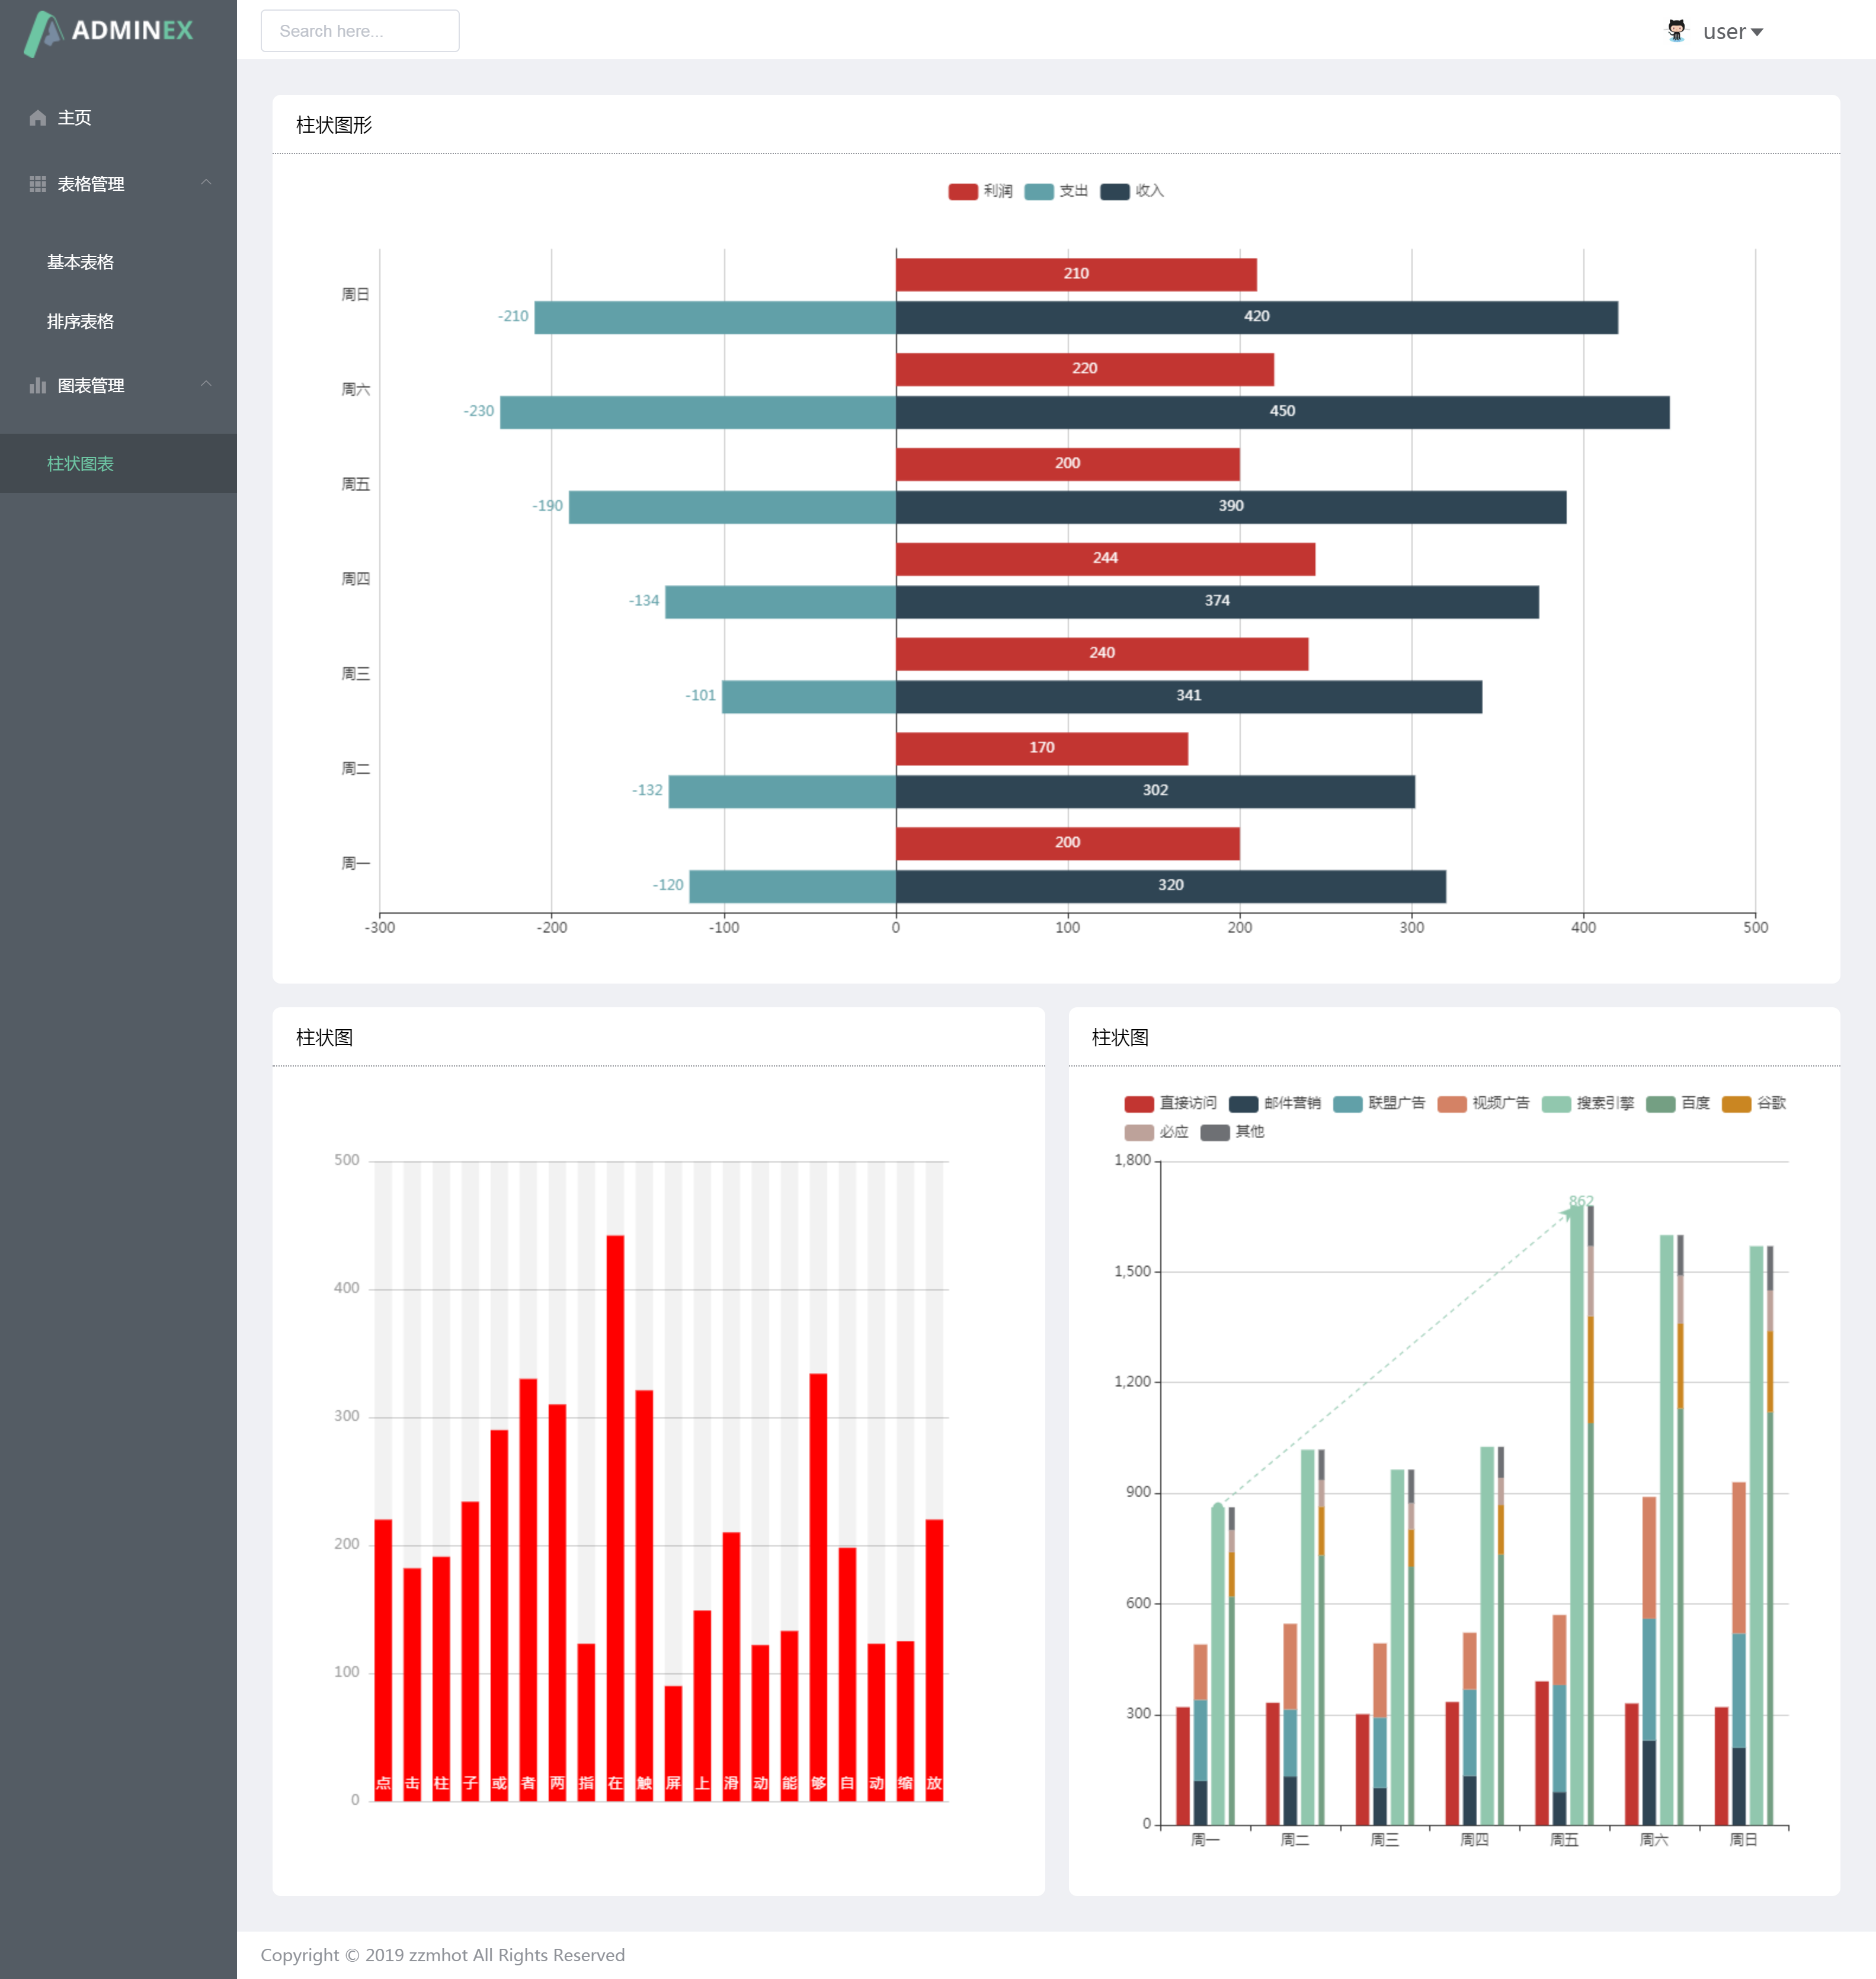 ADMINEX
Search here...
user
主页
表格管理
基本表格
排序表格
图表管理
柱状图表
柱状图形
利润 支出 收入
周日
210
-210 420
周六
220
-230 450
周五
200
-190 390
周四
244
-134 374
周三
240
-101 341
周二
170
-132 302
周一
200
-120 320
-300 -200 -100 0 100 200 300 400 500
柱状图
500
400
300
200
100
0
点 击 柱 子 或 者 两 指 在 触 屏 上 滑 动 能 够 自 动 缩 放
柱状图
直接访问 邮件营销 联盟广告 视频广告 搜索引擎 百度 谷歌
必应 其他
1,800
862
1,500
1,200
900
600
300
0
周一 周二 周三 周四 周五 周六 周日
Copyright © 2019 zzmhot All Rights Reserved